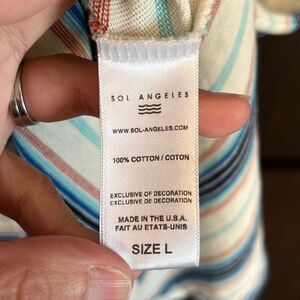 SOL ANGELES
WWW.SOL-ANGELES.COM
100% COTTON / COTON
EXCLUSIVE OF DECORATION
EXCLUSIVE DE DECORATION
MADE IN THE U.S.A.
FAIT AU ETATS-UNIS
SIZE L